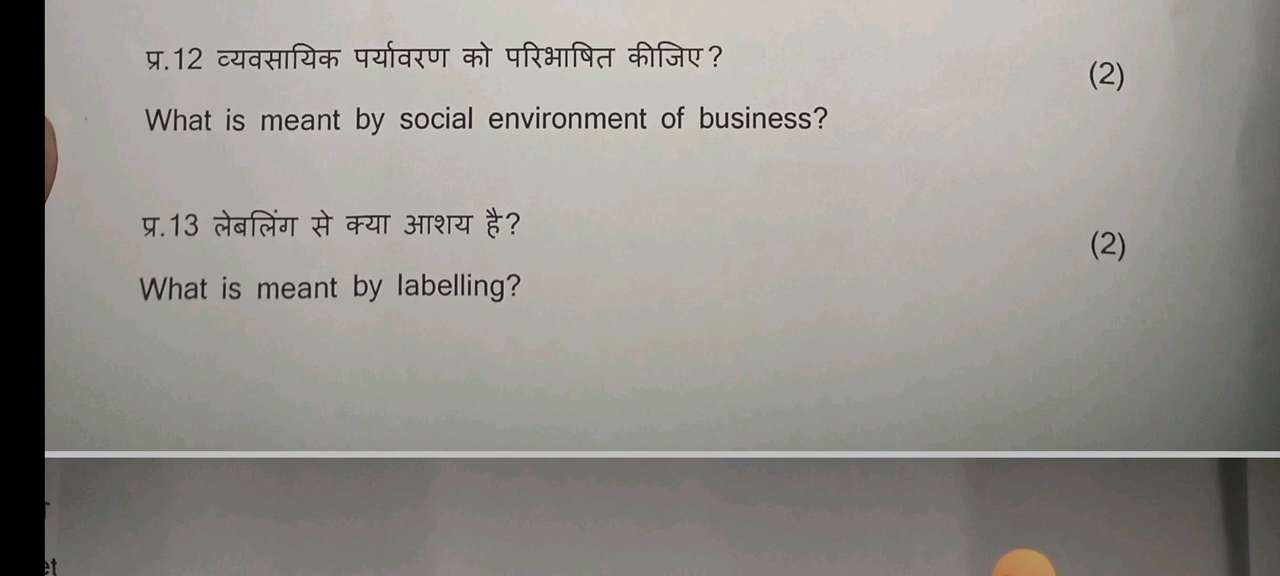 प्र.12 व्यवसायिक पर्यावरण को परिभाषित कीजिए?
(2)
What is meant by social environment of business?
प्र.13 लेबलिंग से क्या आशय है?
(2)
What is meant by labelling?
et